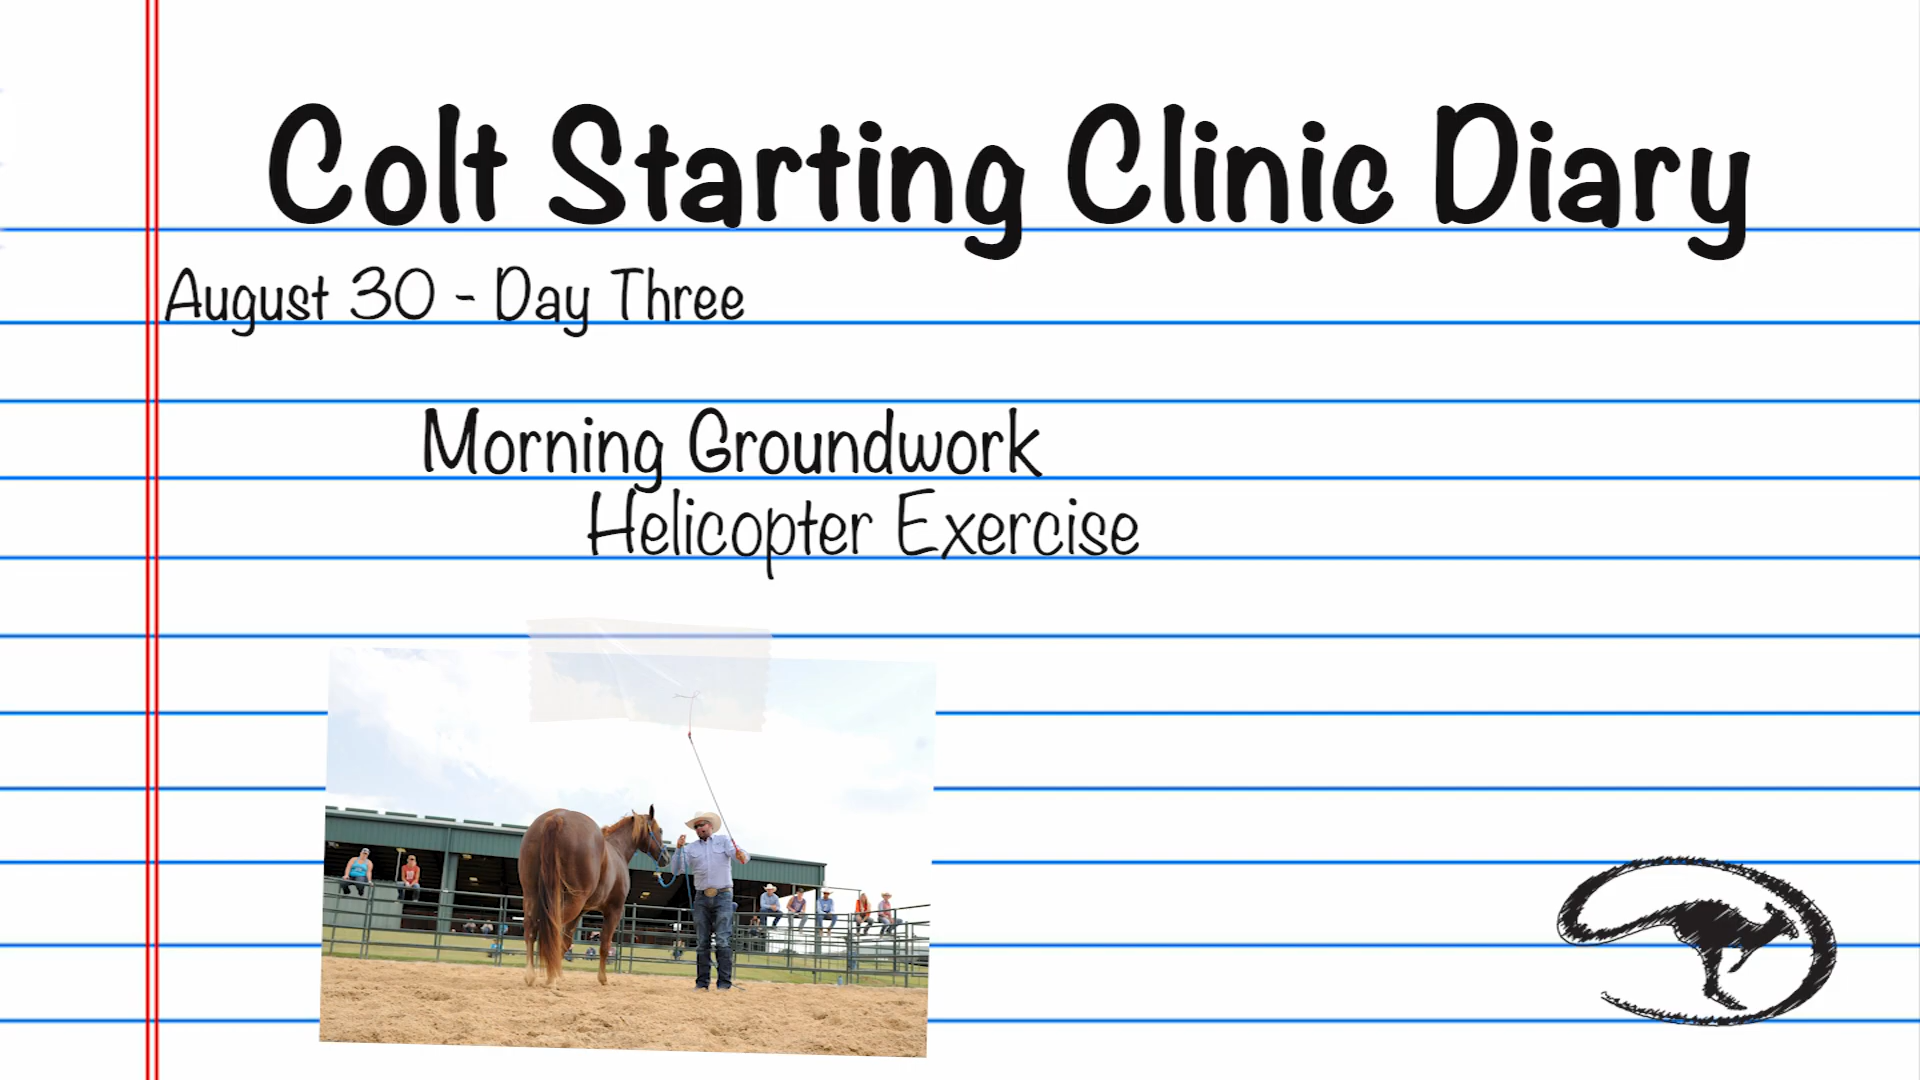 Colt Starting Clinic Diary
August 30 - Day Three
Morning Groundwork
Helicopter Exercise